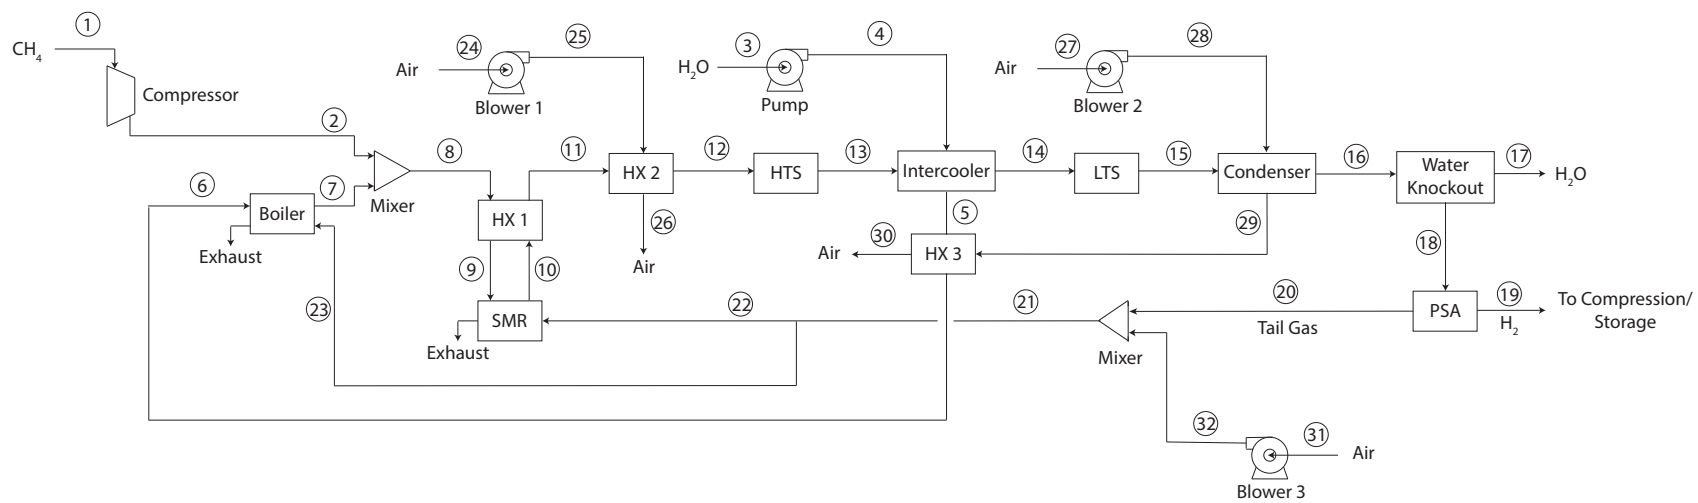 1
CH₄
Compressor
2
24
25
Air
Blower 1
3
4
H₂O
Pump
27
28
Air
Blower 2
8
Mixer
6
7
Boiler
Exhaust
HX 1
9
10
SMR
Exhaust
11
HX 2
12
26
Air
HTS
13
Intercooler
14
LTS
15
Condenser
16
Water
Knockout
17
H₂O
5
29
30
Air
HX 3
18
PSA
19
H₂
To Compression/
Storage
20
Tail Gas
21
Mixer
22
23
32
31
Air
Blower 3